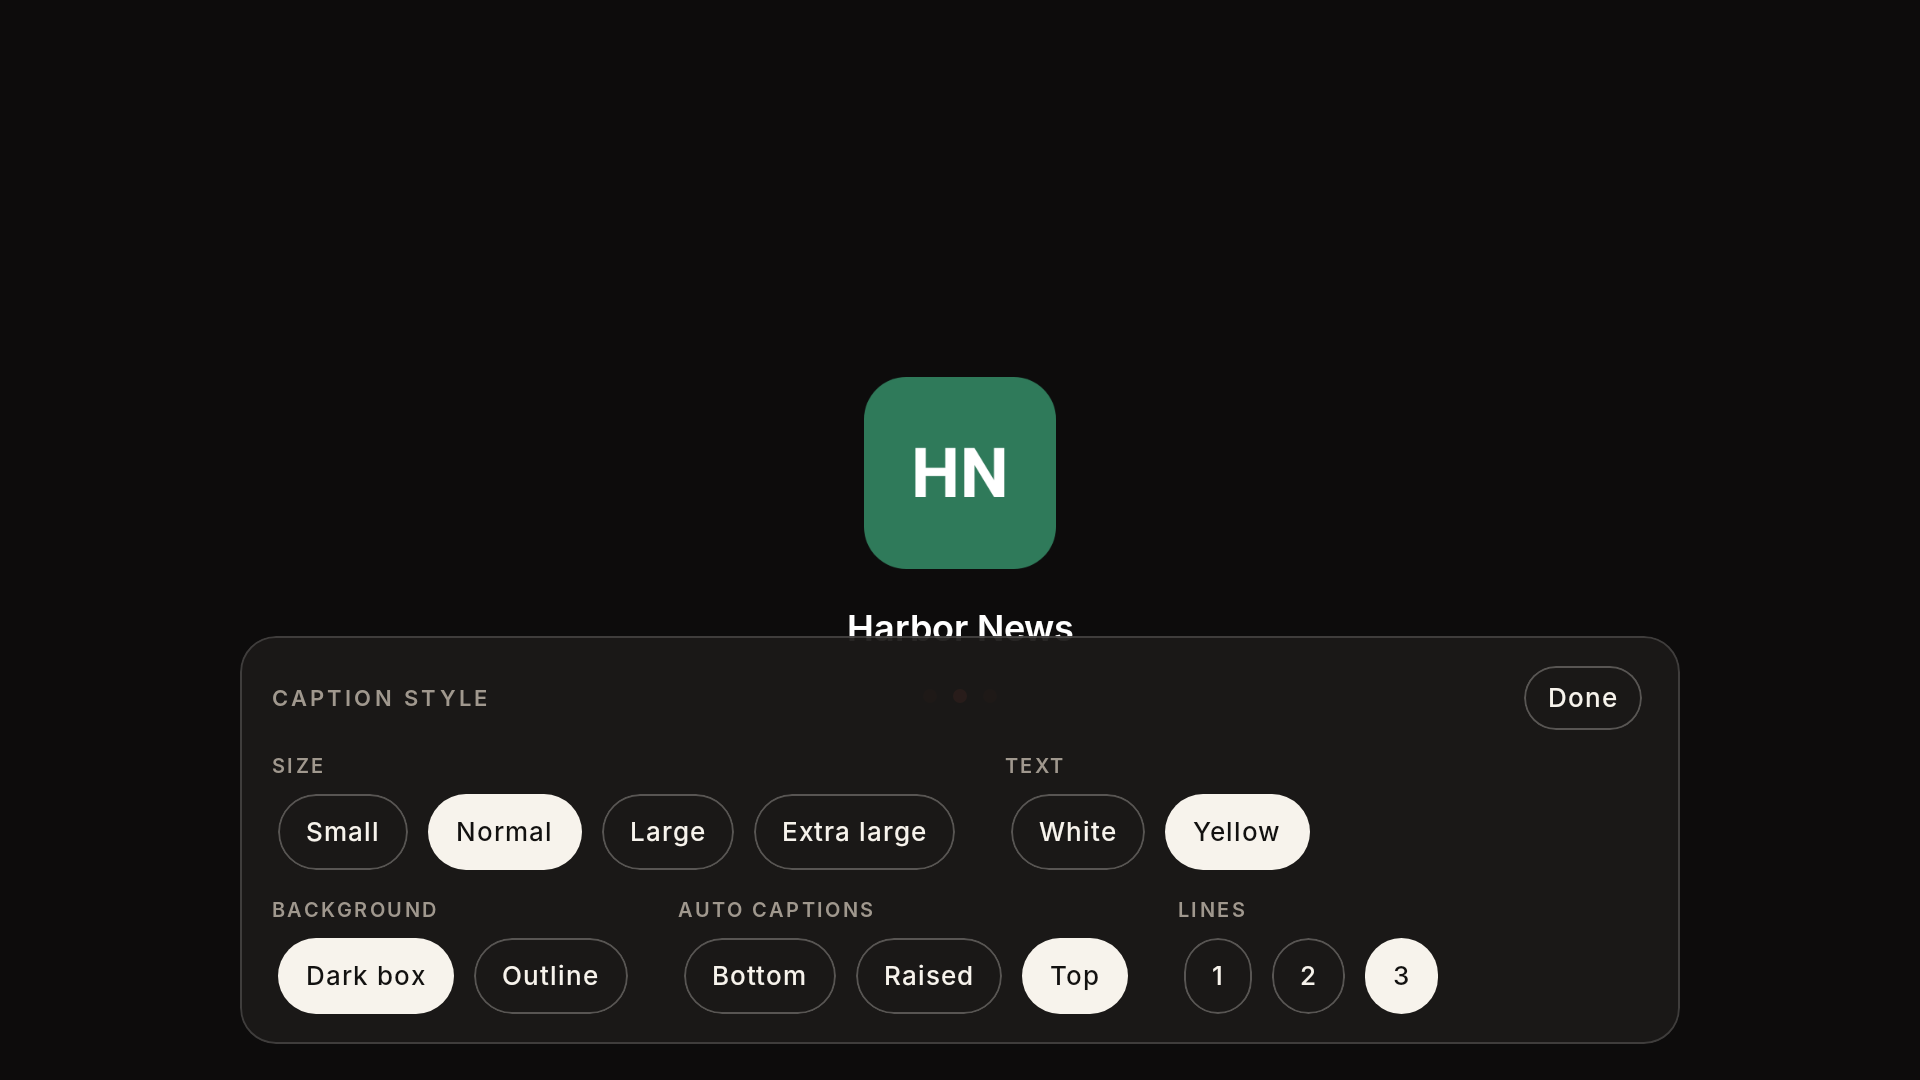 HN
Harbor News
CAPTION STYLE
Done
SIZE
TEXT
Small Normal Large Extra large
White Yellow
BACKGROUND
AUTO CAPTIONS
LINES
Dark box Outline
Bottom Raised Top
1 2 3